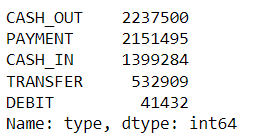 CASH_OUT    2237500
PAYMENT     2151495
CASH_IN     1399284
TRANSFER     532909
DEBIT         41432
Name: type, dtype: int64